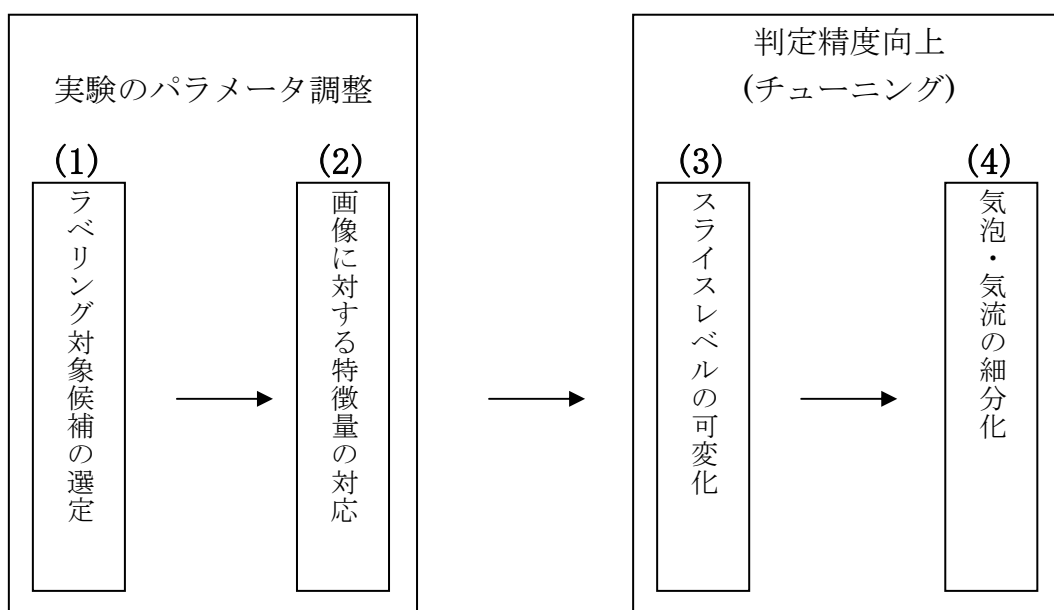 実験のパラメータ調整
(1)
ラベリング対象候補の選定
(2)
画像に対する特徴量の対応
判定精度向上
(チューニング)
(3)
スライスレベルの可変化
(4)
気泡・気流の細分化